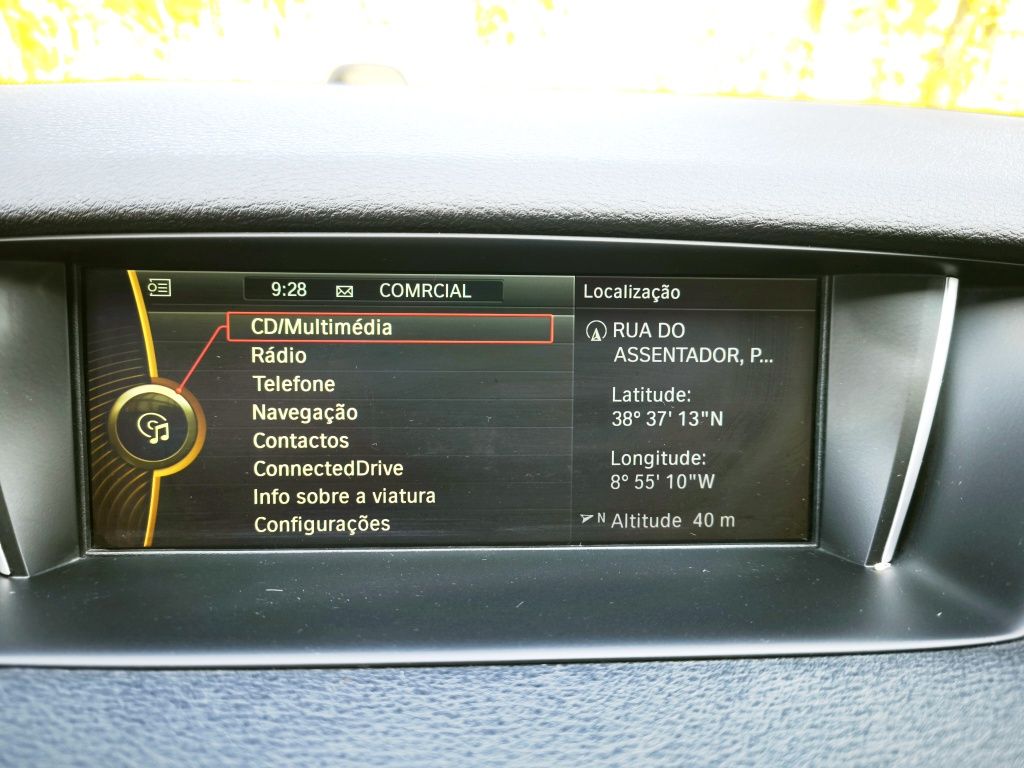 9:28 COMRCIAL
CD/Multimédia
Rádio
Telefone
Navegação
Contactos
ConnectedDrive
Info sobre a viatura
Configurações
Localização
RUA DO
ASSENTADOR, P...
Latitude:
38° 37' 13"N
Longitude:
8° 55' 10"W
N Altitude 40 m